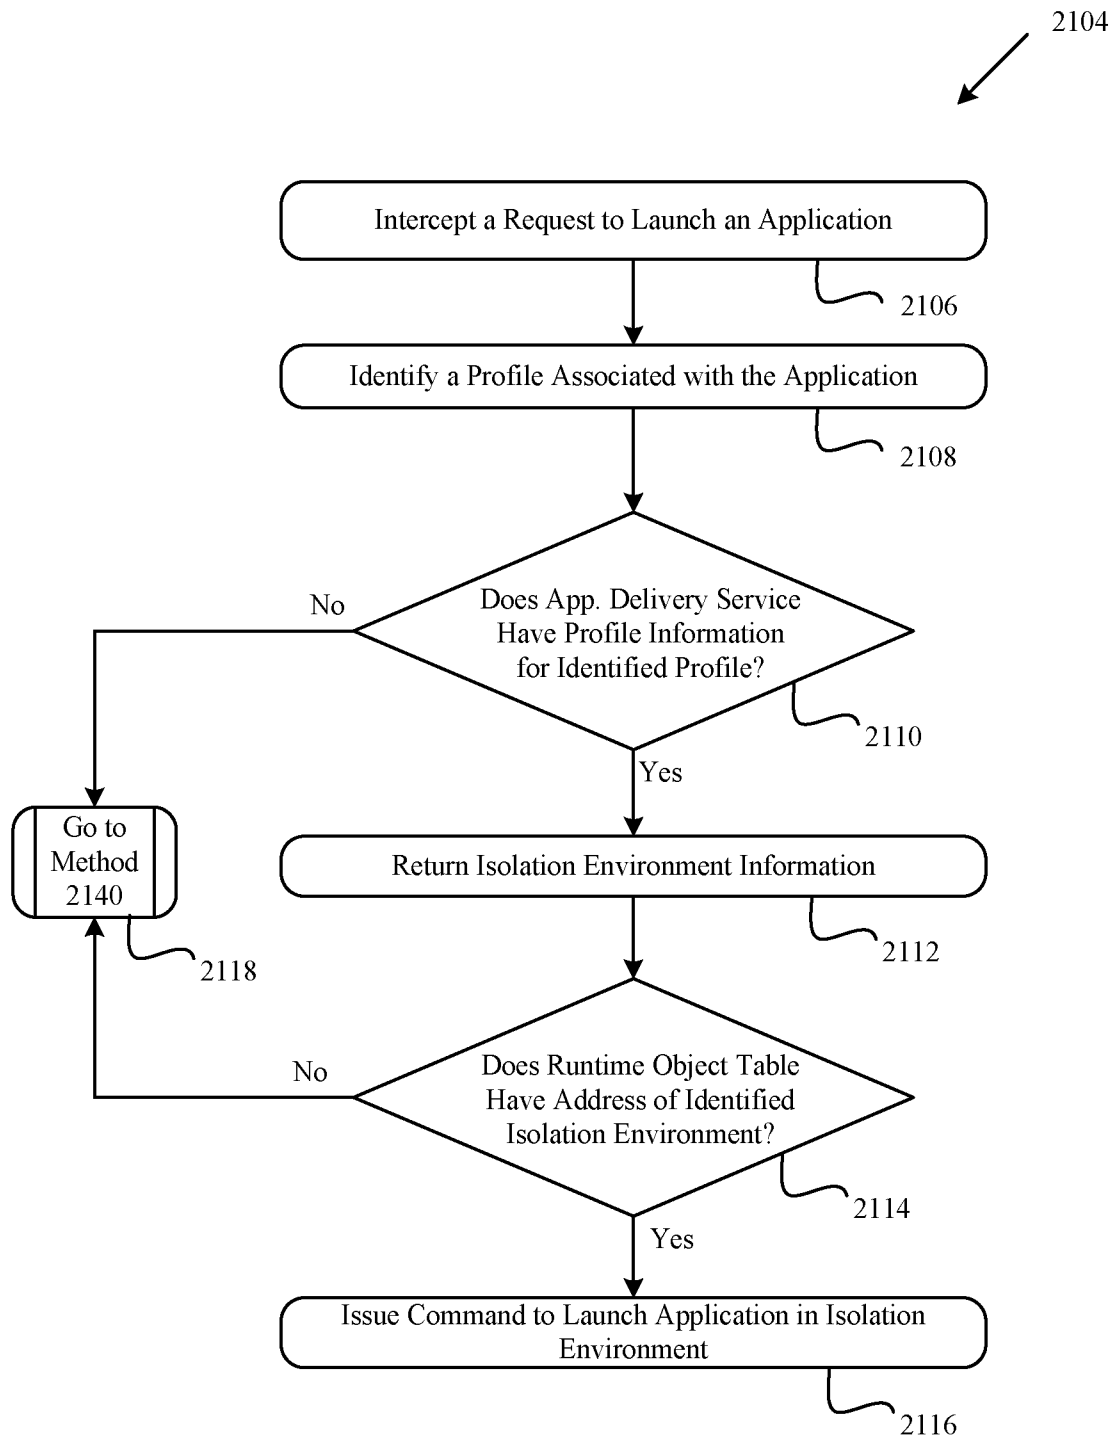 2104
Intercept a Request to Launch an Application
2106
Identify a Profile Associated with the Application
2108
Does App. Delivery Service
Have Profile Information
for Identified Profile?
No
2110
Yes
Go to
Method
2140
2118
Return Isolation Environment Information
2112
Does Runtime Object Table
Have Address of Identified
Isolation Environment?
No
2114
Yes
Issue Command to Launch Application in Isolation
Environment
2116